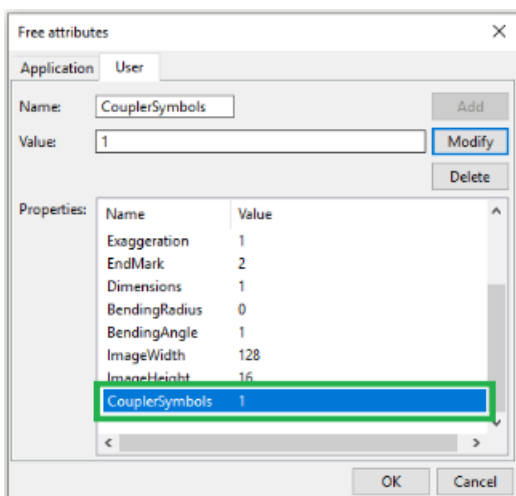 Free attributes
Application User
Name: CouplerSymbols Add
Value: 1 Modify
Delete
Properties: Name Value
Exaggeration 1
EndMark 2
Dimensions 1
BendingRadius 0
BendingAngle 1
ImageWidth 128
ImageHeight 16
CouplerSymbols 1
OK Cancel